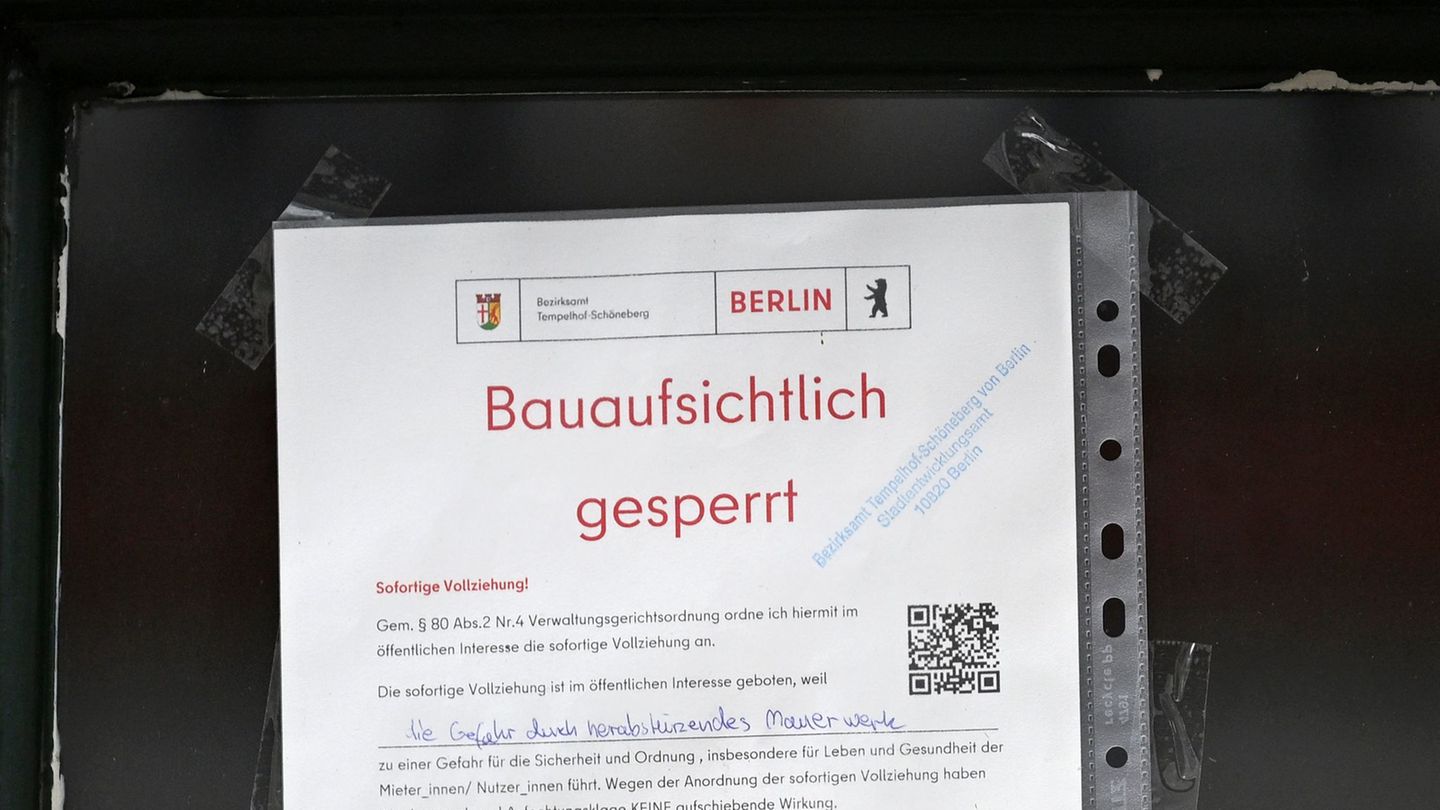 Bezirksamt
Tempelhof-Schöneberg
BERLIN
Bauaufsichtlich
gesperrt
Bezirksamt Tempelhof-Schöneberg von Berlin
Stadtentwicklungsamt
10820 Berlin
Sofortige Vollziehung!
Gem. § 80 Abs.2 Nr.4 Verwaltungsgerichtsordnung ordne ich hiermit im
öffentlichen Interesse die sofortige Vollziehung an.
Die sofortige Vollziehung ist im öffentlichen Interesse geboten, weil
die Gefahr durch herabstürzendes Mauerwerk
zu einer Gefahr für die Sicherheit und Ordnung , insbesondere für Leben und Gesundheit der
Mieter_innen/ Nutzer_innen führt. Wegen der Anordnung der sofortigen Vollziehung haben
KEINE aufschiebende Wirkung.